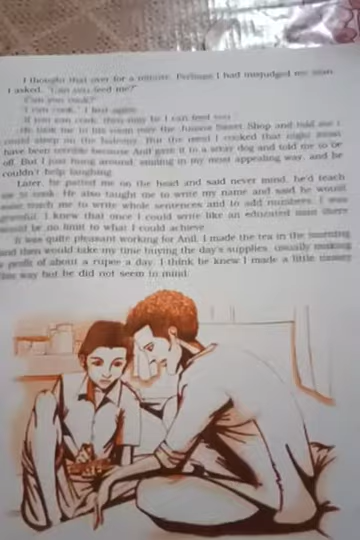 I thought that over for a minute. Perhaps I had misjudged my man.
I asked, "Can you feed me?"
"Can you cook?"
"I can cook," I lied again.
"If you can cook, then may be I can feed you."
He took me to his room over the Jumna Sweet Shop and told me I
could sleep on the balcony. But the meal I cooked that night must
have been terrible because Anil gave it to a stray dog and told me to be
off. But I just hung around, smiling in my most appealing way, and he
couldn't help laughing.
Later, he patted me on the head and said never mind, he'd teach
me to cook. He also taught me to write my name and said he would
soon teach me to write whole sentences and to add numbers. I was
grateful. I knew that once I could write like an educated man there
would be no limit to what I could achieve.
It was quite pleasant working for Anil. I made the tea in the morning
and then would take my time buying the day's supplies, usually making
a profit of about a rupee a day. I think he knew I made a little money
this way but he did not seem to mind.